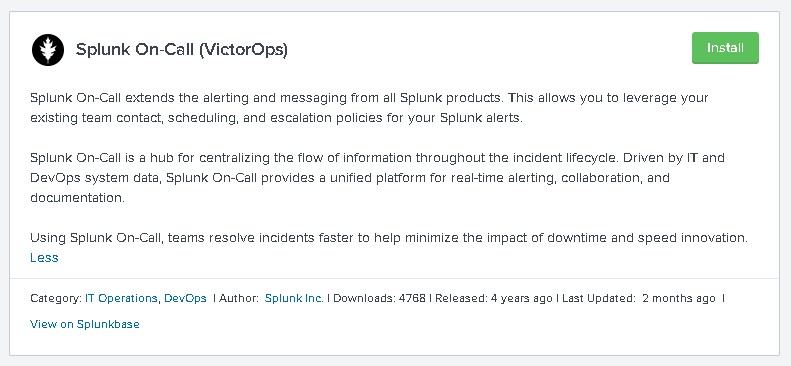 Splunk On-Call (VictorOps)
Install
Splunk On-Call extends the alerting and messaging from all Splunk products. This allows you to leverage your
existing team contact, scheduling, and escalation policies for your Splunk alerts.
Splunk On-Call is a hub for centralizing the flow of information throughout the incident lifecycle. Driven by IT and
DevOps system data, Splunk On-Call provides a unified platform for real-time alerting, collaboration, and
documentation.
Using Splunk On-Call, teams resolve incidents faster to help minimize the impact of downtime and speed innovation.
Less
Category: IT Operations, DevOps | Author: Splunk Inc. | Downloads: 4768 | Released: 4 years ago | Last Updated: 2 months ago |
View on Splunkbase